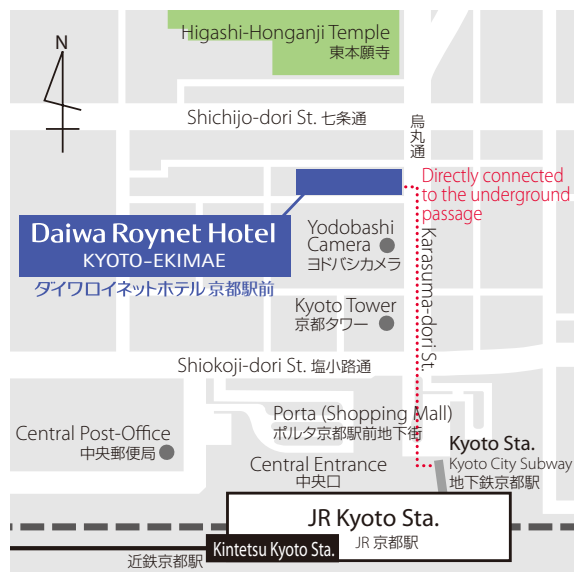 Higashi-Honganji Temple
東本願寺
N
Shichijo-dori St. 七条通
烏丸通
Directly connected
to the underground
passage
Daiwa Roynet Hotel
KYOTO-EKIMAE
ダイワロイネットホテル 京都駅前
Yodobashi
Camera
ヨドバシカメラ
Karasuma-dori St.
Kyoto Tower
京都タワー
Shiokoji-dori St. 塩小路通
Porta (Shopping Mall)
ポルタ京都駅前地下街
Central Post-Office
中央郵便局
Kyoto Sta.
Kyoto City Subway
地下鉄京都駅
Central Entrance
中央口
JR Kyoto Sta.
JR 京都駅
Kintetsu Kyoto Sta.
近鉄京都駅